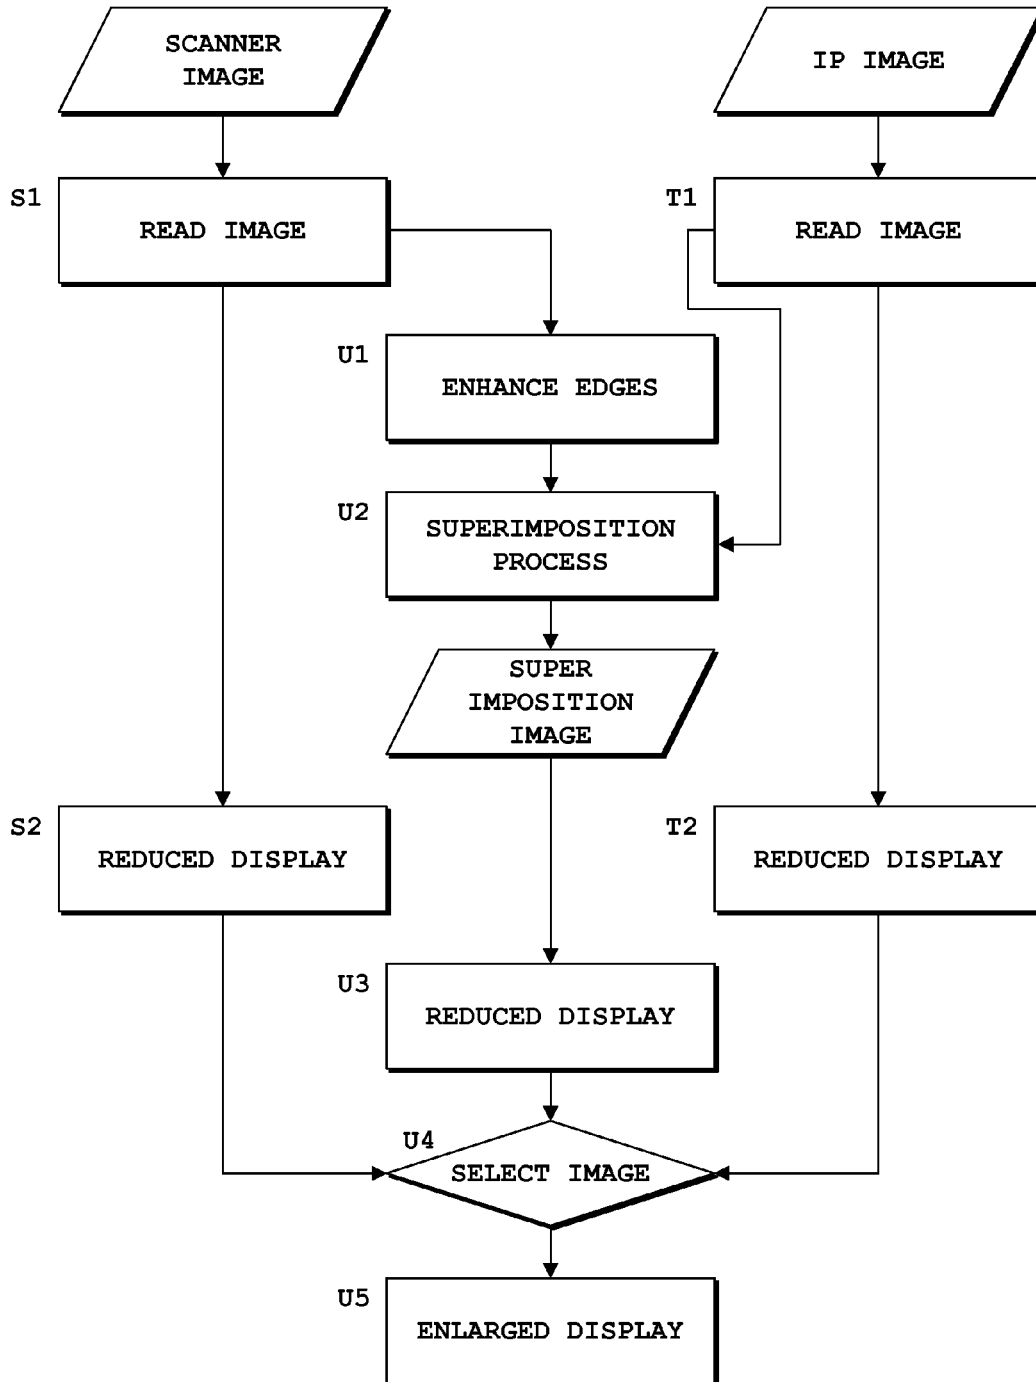 SCANNER
IMAGE
IP IMAGE
S1
READ IMAGE
T1
READ IMAGE
U1
ENHANCE EDGES
U2
SUPERIMPOSITION
PROCESS
SUPER
IMPOSITION
IMAGE
S2
REDUCED DISPLAY
T2
REDUCED DISPLAY
U3
REDUCED DISPLAY
U4
SELECT IMAGE
U5
ENLARGED DISPLAY